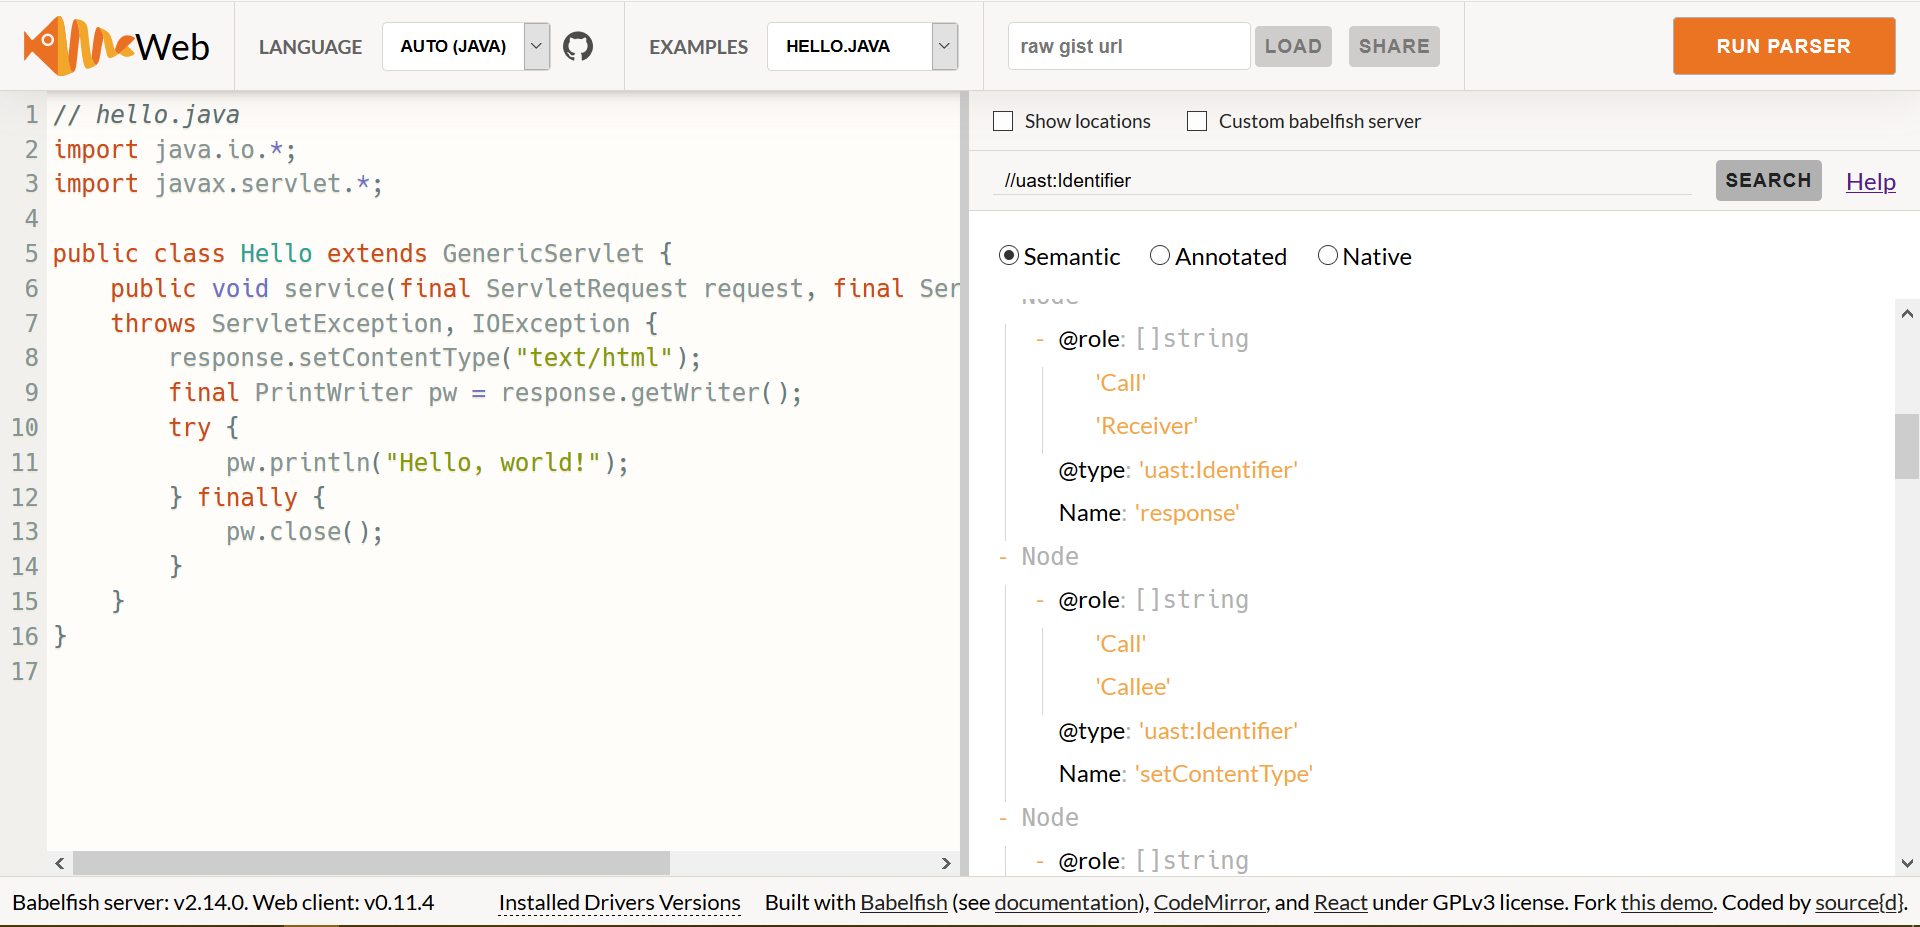 Web LANGUAGE AUTO (JAVA) EXAMPLES HELLO.JAVA raw gist url LOAD SHARE RUN PARSER
1 // hello.java
2 import java.io.*;
3 import javax.servlet.*;
4
5 public class Hello extends GenericServlet {
6 public void service(final ServletRequest request, final Ser
7 throws ServletException, IOException {
8 response.setContentType("text/html");
9 final PrintWriter pw = response.getWriter();
10 try {
11 pw.println("Hello, world!");
12 } finally {
13 pw.close();
14 }
15 }
16 }
17
Show locations Custom babelfish server
//uast:Identifier SEARCH Help
Semantic Annotated Native
Node
- @role: []string
'Call'
'Receiver'
@type: 'uast:Identifier'
Name: 'response'
- Node
- @role: []string
'Call'
'Callee'
@type: 'uast:Identifier'
Name: 'setContentType'
- Node
- @role: []string
Babelfish server: v2.14.0. Web client: v0.11.4 Installed Drivers Versions Built with Babelfish (see documentation), CodeMirror, and React under GPLv3 license. Fork this demo. Coded by source{d}.